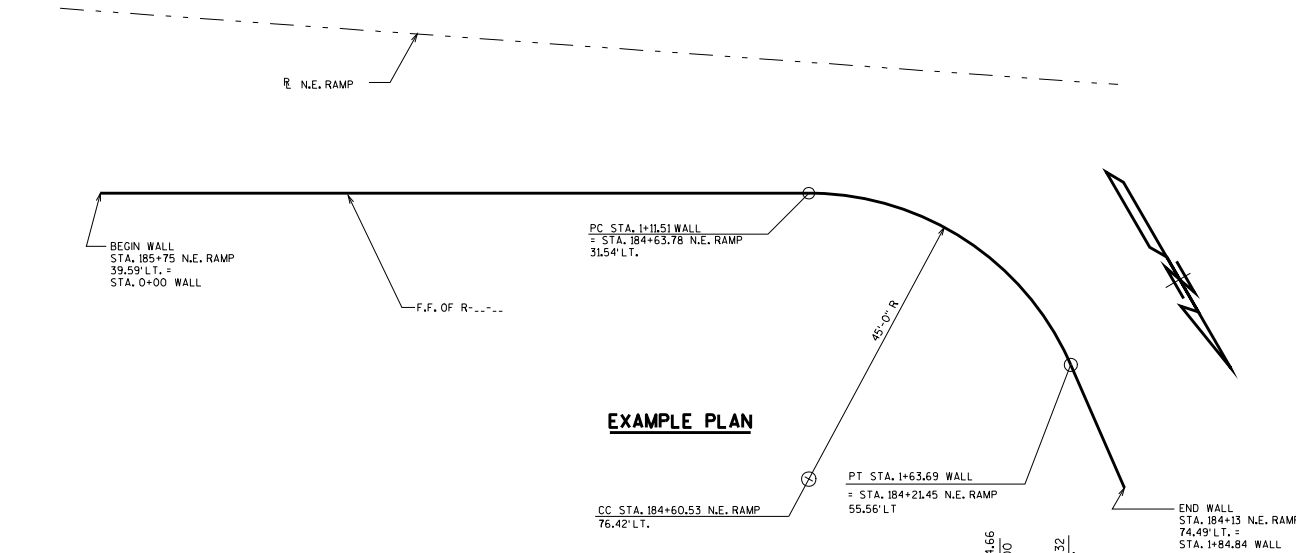 ℞ N.E. RAMP
BEGIN WALL
STA. 185+75 N.E. RAMP
39.59' LT. =
STA. 0+00 WALL
F.F. OF R-__-__
PC STA. 1+11.51 WALL
= STA. 184+63.78 N.E. RAMP
31.54' LT.
45'-0" R
EXAMPLE PLAN
CC STA. 184+60.53 N.E. RAMP
76.42' LT.
PT STA. 1+63.69 WALL
= STA. 184+21.45 N.E. RAMP
55.56' LT
END WALL
STA. 184+13 N.E. RAMP
74.49' LT. =
STA. 1+84.84 WALL